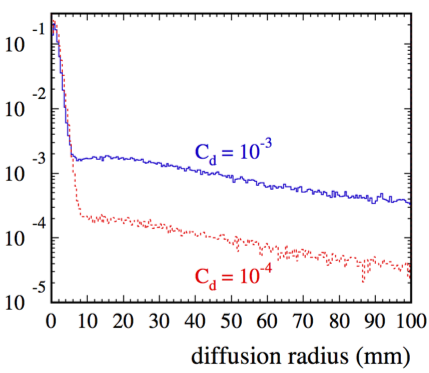 10⁻¹
10⁻²
10⁻³
10⁻⁴
10⁻⁵
C_d = 10⁻³
C_d = 10⁻⁴
0 10 20 30 40 50 60 70 80 90 100
diffusion radius (mm)